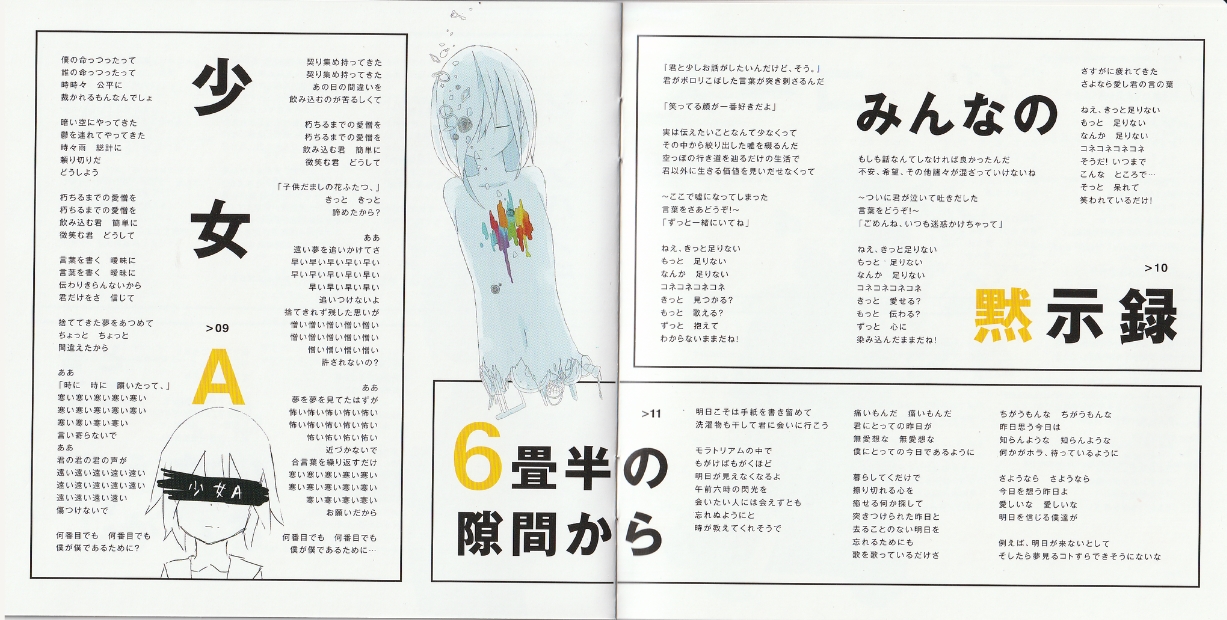 少女A
>09
僕の命っつったって
誰の命っつったって
時時々　公平に
裁かれるもんなんでしょ
暗い空にやってきた
鬱を連れてやってきた
時々雨　総計に
頼り切りだ
どうしよう
朽ちるまでの愛憎を
朽ちるまでの愛憎を
飲み込む君　簡単に
微笑む君　どうして
言葉を書く　曖昧に
言葉を書く　曖昧に
伝わりきらんないから
君だけをさ　信じて
捨ててきた夢をあつめて
ちょっと　ちょっと
間違えたから
ああ
「時に　時に　願いたって、」
寒い寒い寒い寒い寒い
寒い寒い寒い寒い寒い
寒い寒い寒い寒い
言い寄らないで
ああ
君の君の君の声が
遠い遠い遠い遠い遠い
遠い遠い遠い遠い遠い
遠い遠い遠い遠い
傷つけないで
何番目でも　何番目でも
僕が僕であるために?
契り集め持ってきた
契り集め持ってきた
あの日の間違いを
飲み込むのが苦るしくて
朽ちるまでの愛憎を
朽ちるまでの愛憎を
飲み込む君　簡単に
微笑む君　どうして
「子供だましの花ふたつ、」
きっと　きっと
諦めたから?
ああ
遠い夢を追いかけてさ
早い早い早い早い早い
早い早い早い早い早い
早い早い早い早い
追いつけないよ
捨てきれず残した思いが
憎い憎い憎い憎い憎い
憎い憎い憎い憎い憎い
憎い憎い憎い憎い
許されないの?
ああ
夢を夢を見てたはずが
怖い怖い怖い怖い怖い
怖い怖い怖い怖い怖い
怖い怖い怖い怖い
近づかないで
合言葉を繰り返すだけ
寒い寒い寒い寒い寒い
寒い寒い寒い寒い寒い
寒い寒い寒い寒い
お願いだから
何番目でも　何番目でも
僕が僕であるために…
少女A
みんなの
黙示録
>10
「君と少しお話がしたいんだけど、そう。」
君がポロリこぼした言葉が突き刺さるんだ
「笑ってる顔が一番好きだよ」
実は伝えたいことなんて少なくって
その中から絞り出した嘘を綴るんだ
空っぽの行き道を辿るだけの生活で
君以外に生きる価値を見いだせなくって
～ここで嘘になってしまった
言葉をさあどうぞ!～
「ずっと一緒にいてね」
ねえ、きっと足りない
もっと　足りない
なんか　足りない
コネコネコネコネ
きっと　見つかる?
もっと　歌える?
ずっと　抱えて
わからないままだね!
もしも話なんてしなければ良かったんだ
不安、希望、その他諸々が混ざっていけないね
～ついに君が泣いて吐きだした
言葉をどうぞ!～
「ごめんね、いつも迷惑かけちゃって」
ねえ、きっと足りない
もっと　足りない
なんか　足りない
コネコネコネコネ
きっと　愛せる?
もっと　伝わる?
ずっと　心に
染み込んだままだね!
さすがに疲れてきた
さよなら愛し君の言の葉
ねえ、きっと足りない
もっと　足りない
なんか　足りない
コネコネコネコネ
そうだ! いつまで
こんな　ところで…
そっと　呆れて
笑われているだけ!
6畳半の
隙間から
>11
明日こそは手紙を書き留めて
洗濯物も干して君に会いに行こう
モラトリアムの中で
もがけばもがくほど
明日が見えなくなるよ
午前六時の閃光を
会いたい人には会えずとも
忘れぬようにと
時が教えてくれそうで
痛いもんだ　痛いもんだ
君にとっての昨日が
無愛想な　無愛想な
僕にとっての今日であるように
暮らしてくだけで
擦り切れる心を
癒せる何か探して
突きつけられた昨日と
去ることのない明日を
忘れるためにも
歌を歌っているだけさ
ちがうもんな　ちがうもんな
昨日思う今日は
知らんような　知らんような
何かがホラ、待っているように
さようなら　さようなら
今日を想う昨日よ
愛しいな　愛しいな
明日を信じる僕達が
例えば、明日が来ないとして
そしたら夢見るコトすらできそうにないな